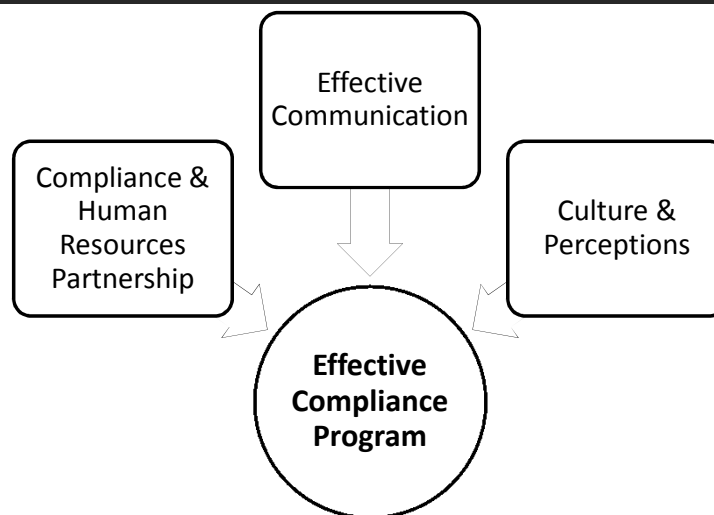 Effective
Communication
Compliance &
Human
Resources
Partnership
Culture &
Perceptions
Effective
Compliance
Program